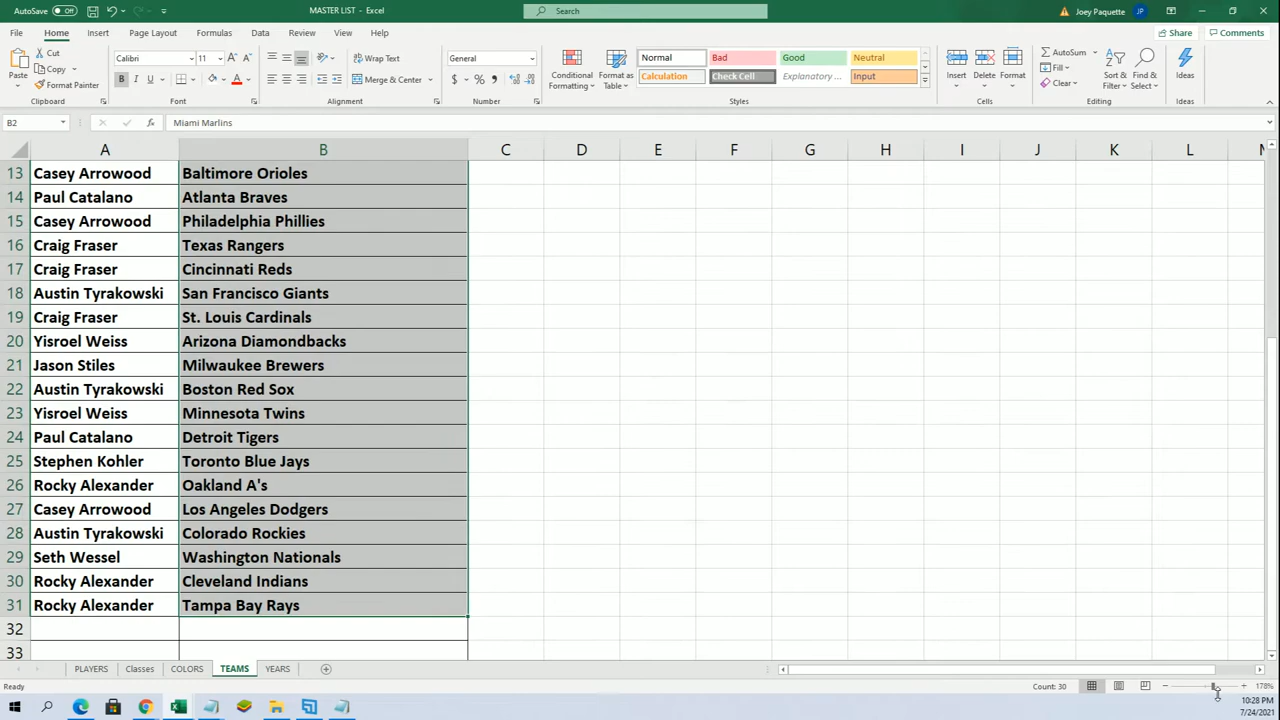 AutoSave Off MASTER LIST - Excel Search Joey Paquette JP
File Home Insert Page Layout Formulas Data Review View Help Share Comments
Paste Cut Copy Format Painter Clipboard
Calibri 11 A A B I U A Font
Wrap Text Merge & Center Alignment
General $ % , Number
Conditional Formatting Format as Table Normal Bad Good Neutral Calculation Check Cell Explanatory ... Input Styles
Insert Delete Format Cells
AutoSum Fill Clear Sort & Filter Find & Select Editing
Ideas Ideas
B2 fx Miami Marlins
A B C D E F G H I J K L
13 Casey Arrowood Baltimore Orioles
14 Paul Catalano Atlanta Braves
15 Casey Arrowood Philadelphia Phillies
16 Craig Fraser Texas Rangers
17 Craig Fraser Cincinnati Reds
18 Austin Tyrakowski San Francisco Giants
19 Craig Fraser St. Louis Cardinals
20 Yisroel Weiss Arizona Diamondbacks
21 Jason Stiles Milwaukee Brewers
22 Austin Tyrakowski Boston Red Sox
23 Yisroel Weiss Minnesota Twins
24 Paul Catalano Detroit Tigers
25 Stephen Kohler Toronto Blue Jays
26 Rocky Alexander Oakland A's
27 Casey Arrowood Los Angeles Dodgers
28 Austin Tyrakowski Colorado Rockies
29 Seth Wessel Washington Nationals
30 Rocky Alexander Cleveland Indians
31 Rocky Alexander Tampa Bay Rays
32
33
PLAYERS Classes COLORS TEAMS YEARS
Ready Count: 30 178%
10:28 PM
7/24/2021